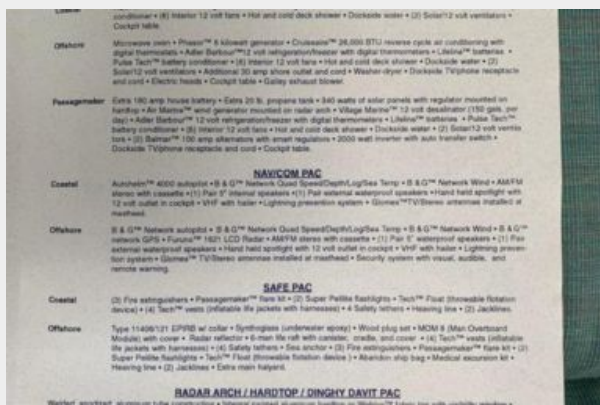 Coastal conditioner • (6) Interior 12 volt fans • Hot and cold deck shower • Dockside water • (2) Solar/12 volt ventilators •
Cockpit table.
Offshore Microwave oven • Phasor™ 8 kilowatt generator • Cruisair™ 26,000 BTU reverse cycle air conditioning with
digital thermostats • Adler Barbour™12 volt refrigeration/freezer with digital thermometers • Lifeline™ batteries •
Pulse Tech™ battery conditioner • (6) Interior 12 volt fans • Hot and cold deck shower • Dockside water • (2)
Solar/12 volt ventilators • Additional 30 amp shore outlet and cord • Washer-dryer • Dockside TV/phone receptacle
and cord • Electric heads • Cockpit table • Galley exhaust blower.
Passagemaker Extra 180 amp house battery • Extra 20 lb. propane tank • 340 watts of solar panels with regulator mounted on
hardtop • Air Marine™ wind generator mounted on radar arch • Village Marine™ 12 volt desalinator (150 gals. per
day) • Adler Barbour™ 12 volt refrigeration/freezer with digital thermometers • Lifeline™ batteries • Pulse Tech™
battery conditioner • (6) Interior 12 volt fans • Hot and cold deck shower • Dockside water • (2) Solar/12 volt ventila
tors • (2) Balmar™ 100 amp alternators with smart regulators • 2000 watt inverter with auto transfer switch •
Dockside TV/phone receptacle and cord • Cockpit table.
NAV/COM PAC
Coastal Autohelm™ 4000 autopilot • B & G™ Network Quad Speed/Depth/Log/Sea Temp • B & G™ Network Wind • AM/FM
stereo with cassette •(1) Pair 5" internal speakers •(1) Pair external waterproof speakers • Hand held spotlight with
12 volt outlet in cockpit • VHF with hailer • Lightning prevention system • Glomex™TV/Stereo antennae installed at
masthead.
Offshore B & G™ Network autopilot • B & G™ Network Quad Speed/Depth/Log/Sea Temp • B & G™ Network Wind • B & G™
network GPS • Furuno™ 1621 LCD Radar • AM/FM stereo with cassette • (1) Pair 5" waterproof speakers • (1) Pair
external waterproof speakers • Hand held spotlight with 12 volt outlet in cockpit • VHF with hailer • Lightning preven-
tion system • Glomex™ TV/Stereo antennae installed at masthead • Security system with visual, audible, and
remote warning.
SAFE PAC
Coastal (3) Fire extinguishers • Passagemaker™ flare kit • (2) Super Pellite flashlights • Tech™ Float (throwable flotation
device) • (4) Tech™ vests (inflatable life jackets with harnesses) • 4 Safety tethers • Heaving line • (2) Jacklines.
Offshore Type 11406/121 EPIRB w/ collar • Synthoglass (underwater epoxy) • Wood plug set • MOM 8 (Man Overboard
Module) with cover • Radar reflector • 6-man life raft with canister, cradle, and cover • (4) Tech™ vests (inflatable
life jackets with harnesses) • (4) Safety tethers • Sea anchor • (3) Fire extinguishers • Passagemaker™ flare kit • (2)
Super Pellite flashlights • Tech™ Float (throwable flotation device ) • Abandon ship bag • Medical excursion kit •
Heaving line • (2) Jacklines • Extra main halyard.
RADAR ARCH / HARDTOP / DINGHY DAVIT PAC
Welded, anodized, aluminum tube construction